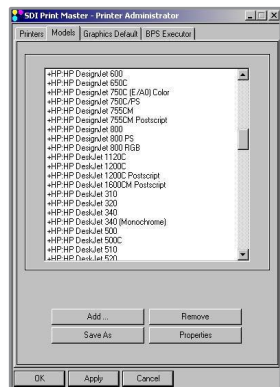 SDI Print Master - Printer Administrator
Printers Models Graphics Default BPS Executor
+HP:HP DesignJet 600
+HP:HP DesignJet 650C
+HP:HP DesignJet 750C (E/A0) Color
+HP:HP DesignJet 750C/PS
+HP:HP DesignJet 755CM
+HP:HP DesignJet 755CM Postscript
+HP:HP DesignJet 800
+HP:HP DesignJet 800 PS
+HP:HP DesignJet 800 RGB
+HP:HP DeskJet 1120C
+HP:HP DeskJet 1200C
+HP:HP DeskJet 1200C Postscript
+HP:HP DeskJet 1600CM Postscript
+HP:HP DeskJet 310
+HP:HP DeskJet 320
+HP:HP DeskJet 340
+HP:HP DeskJet 340 (Monochrome)
+HP:HP DeskJet 500
+HP:HP DeskJet 500C
+HP:HP DeskJet 510
+HP:HP DeskJet 520
Add ... Remove
Save As Properties
OK Apply Cancel